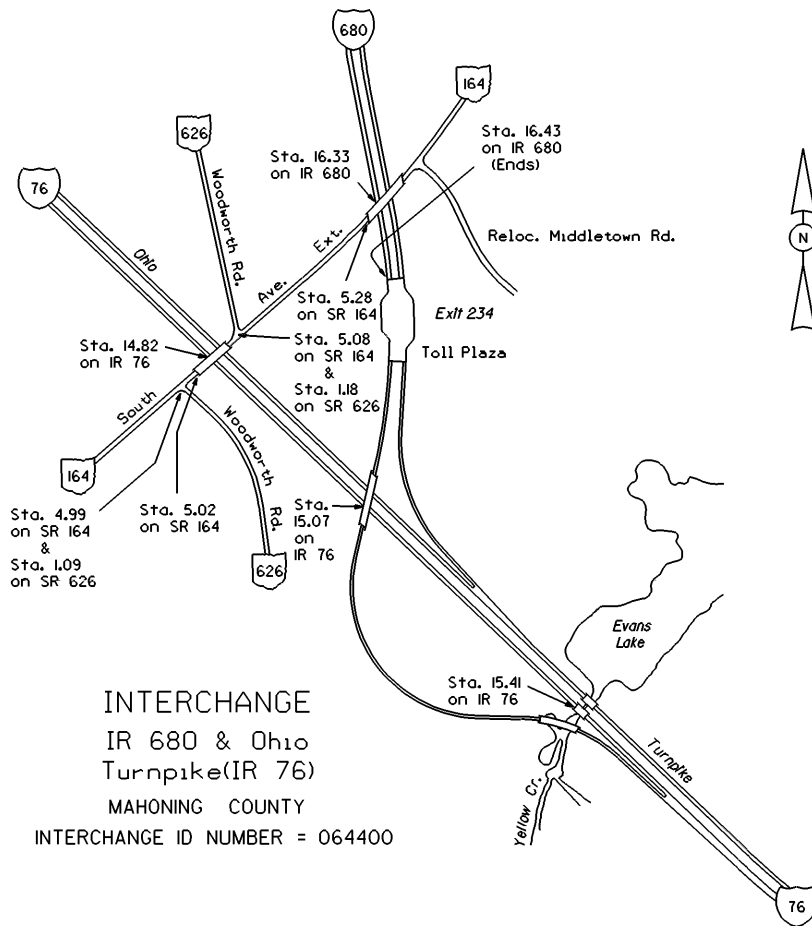 680
164
626
76
Sta. 16.33
on IR 680
Sta. 16.43
on IR 680
(Ends)
Woodworth Rd.
Ohio
Ave. Ext.
Reloc. Middletown Rd.
N
Sta. 5.28
on SR 164
Exit 234
Toll Plaza
Sta. 14.82
on IR 76
Sta. 5.08
on SR 164
&
Sta. 1.18
on SR 626
South
Woodworth Rd.
164
Sta. 4.99
on SR 164
&
Sta. 1.09
on SR 626
Sta. 5.02
on SR 164
626
Sta.
15.07
on
IR 76
Evans
Lake
Sta. 15.41
on IR 76
Turnpike
Yellow Cr.
76
INTERCHANGE
IR 680 & Ohio
Turnpike(IR 76)
MAHONING COUNTY
INTERCHANGE ID NUMBER = 064400